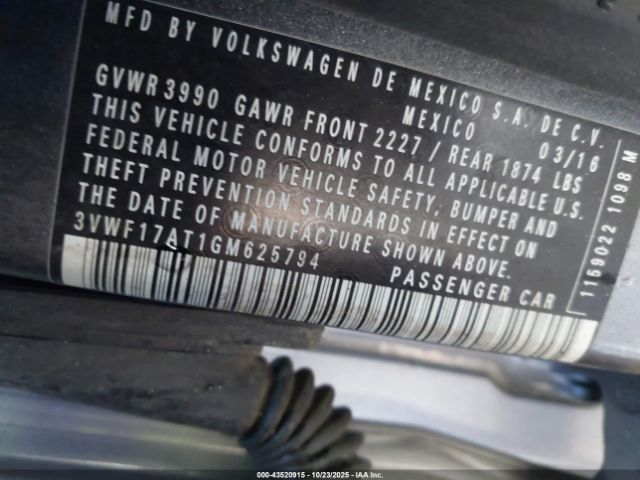 MFD BY VOLKSWAGEN DE MEXICO S.A. DE C.V.
MEXICO 03/16
GVWR 3990 GAWR FRONT 2227 / REAR 1874 LBS
THIS VEHICLE CONFORMS TO ALL APPLICABLE U.S.
FEDERAL MOTOR VEHICLE SAFETY, BUMPER AND
THEFT PREVENTION STANDARDS IN EFFECT ON
THE DATE OF MANUFACTURE SHOWN ABOVE.
3VWF17AT1GM625794
PASSENGER CAR
1159022 1098 M
000-43520915 - 10/23/2025 - IAAI.COM